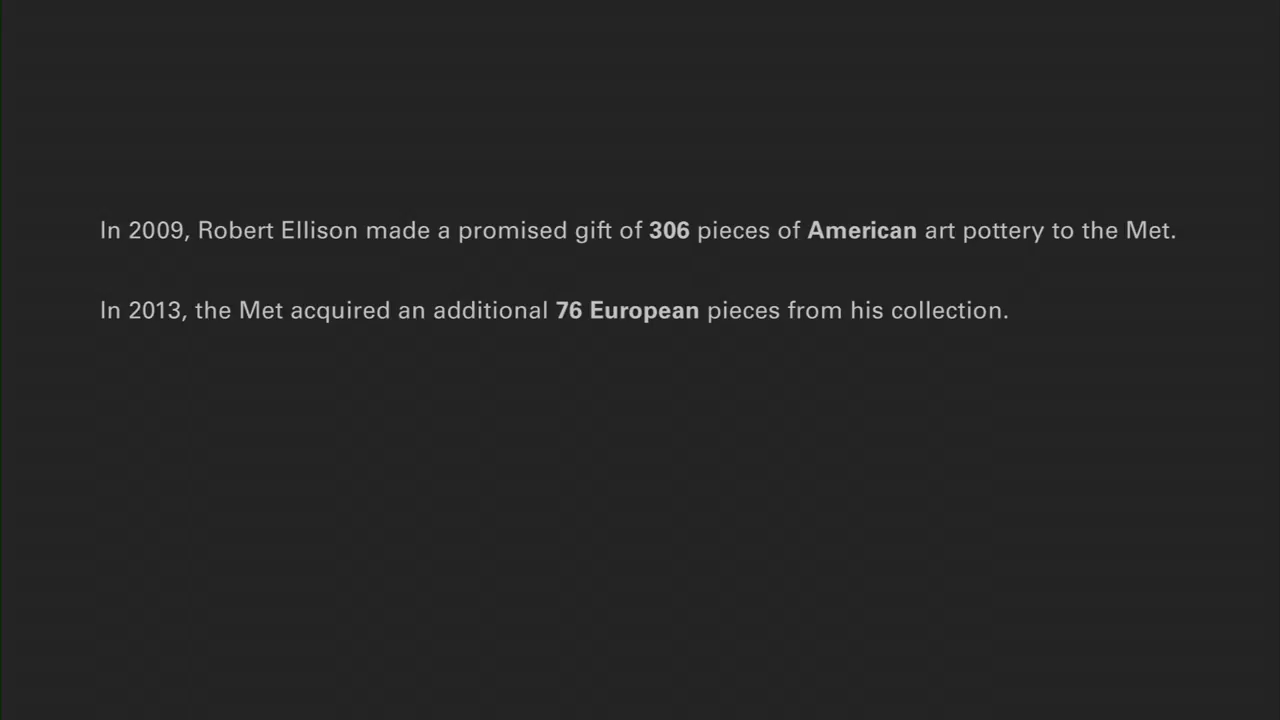 In 2009, Robert Ellison made a promised gift of 306 pieces of American art pottery to the Met.
In 2013, the Met acquired an additional 76 European pieces from his collection.